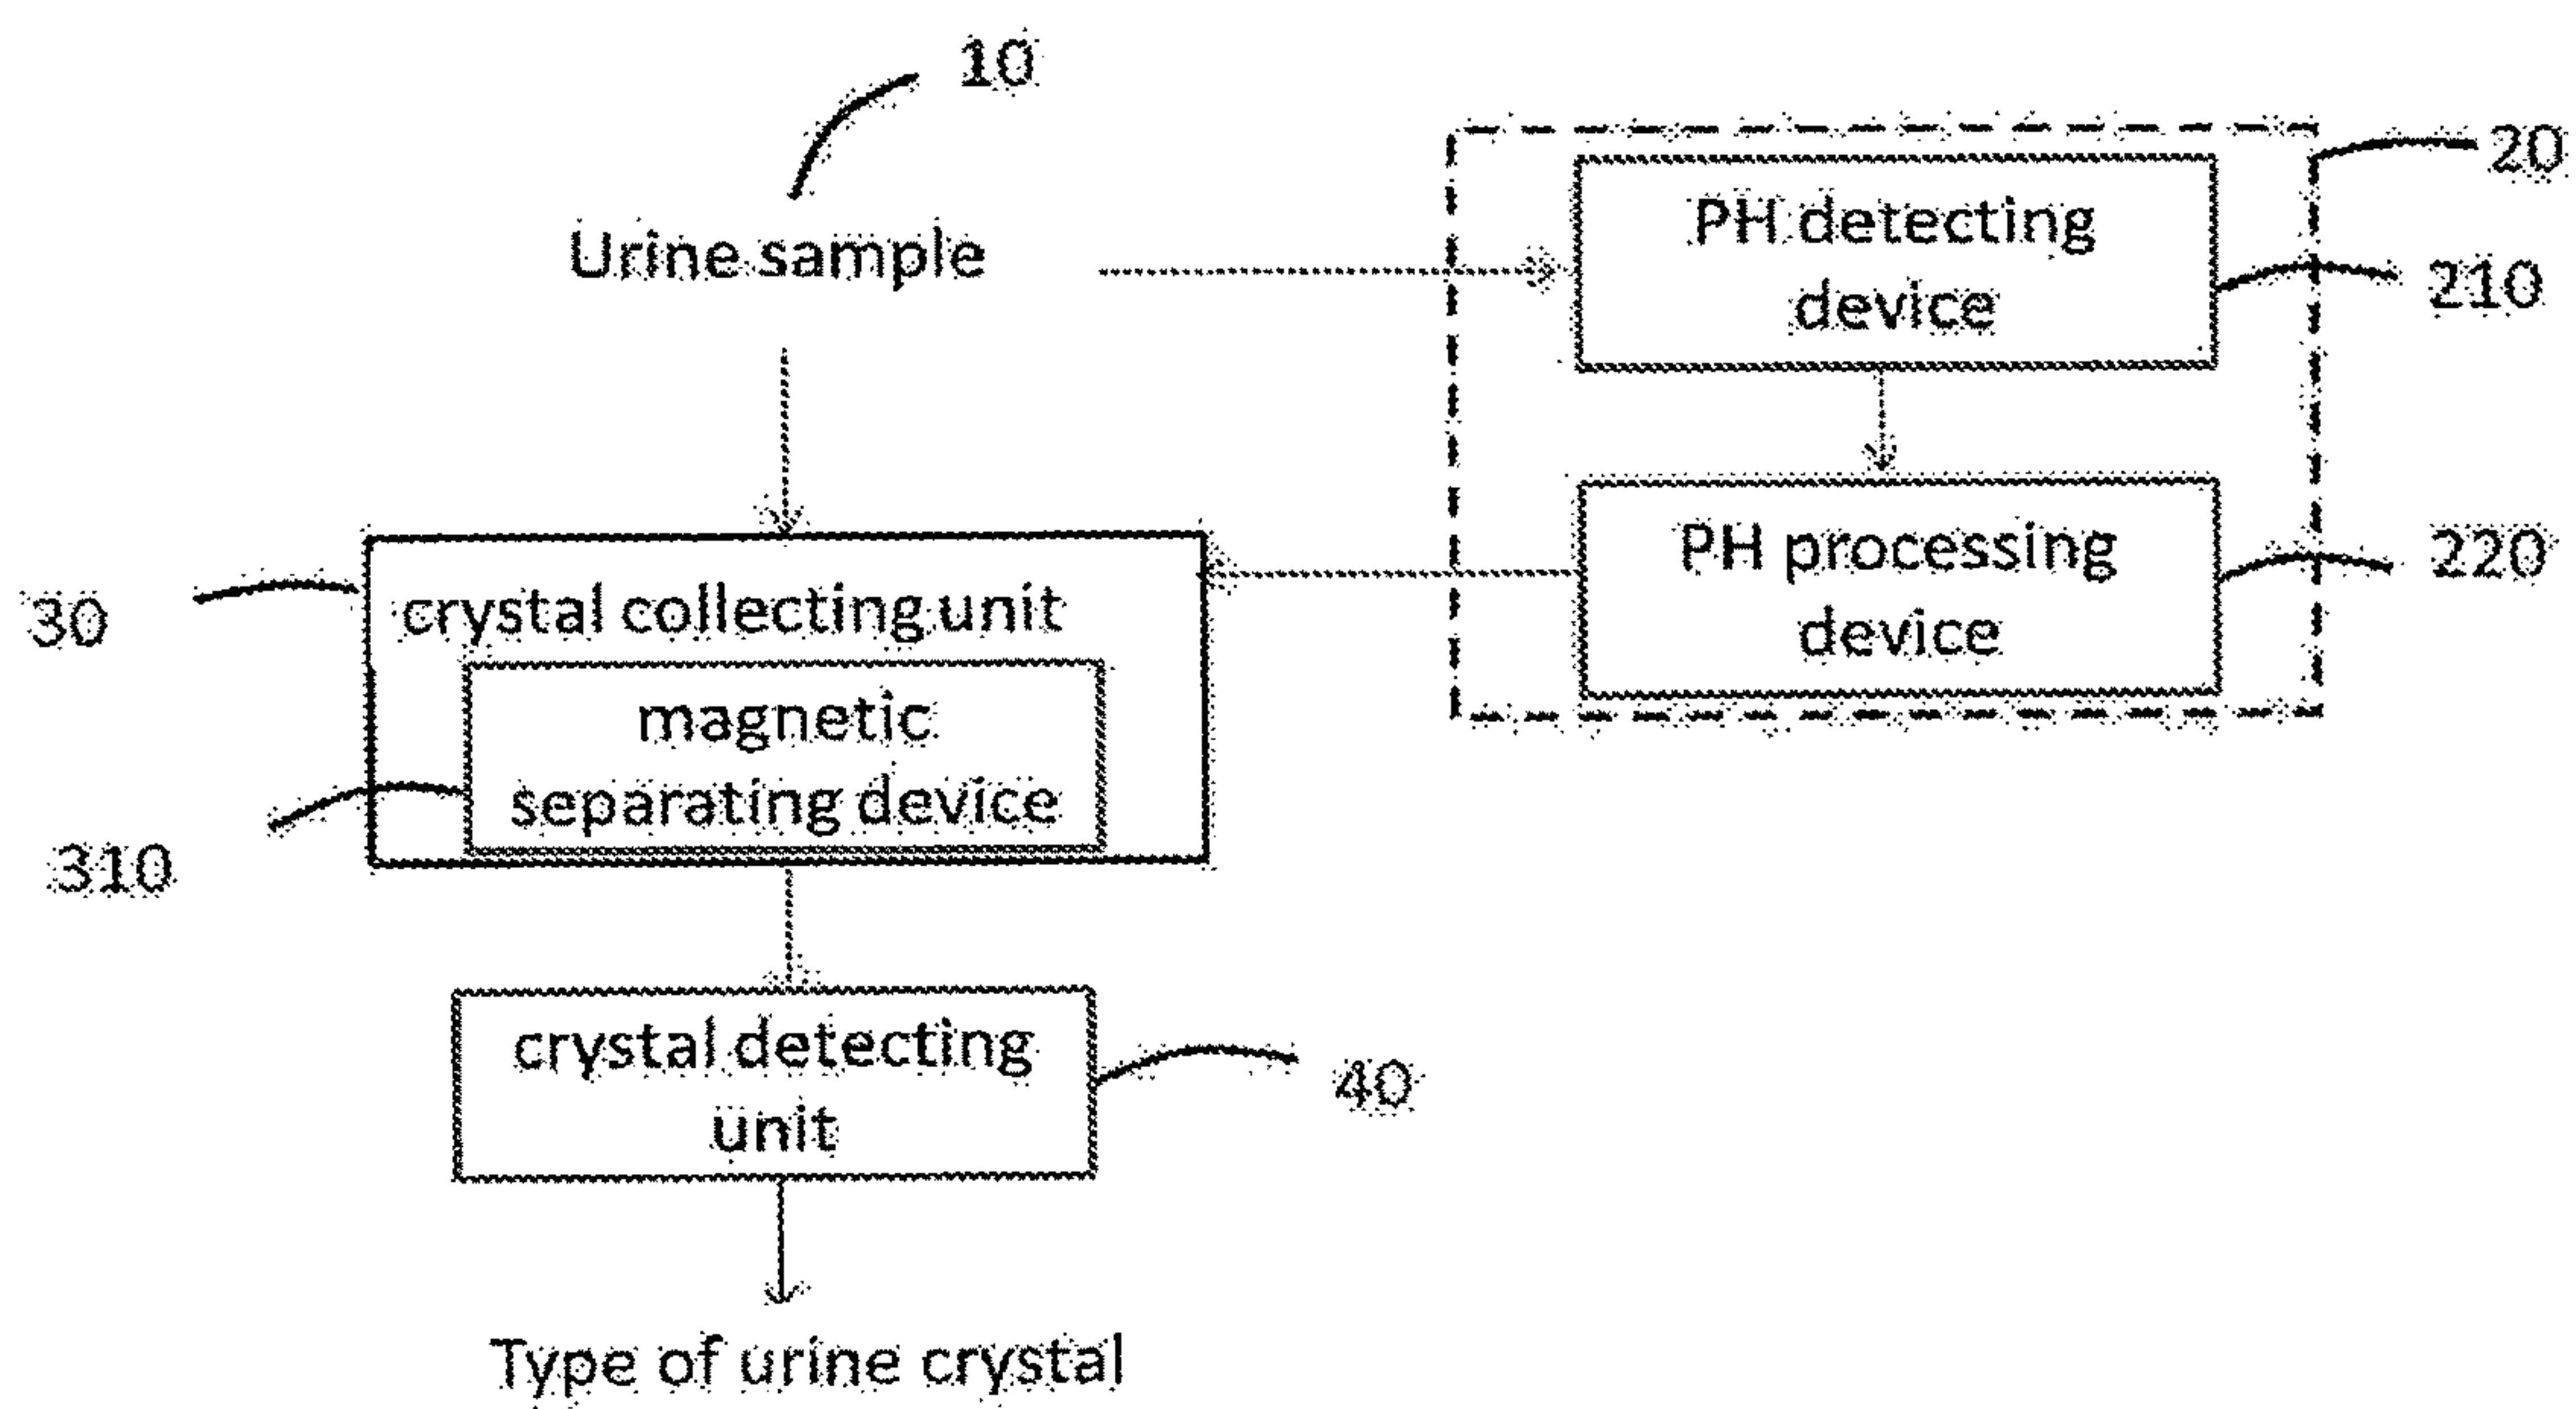 10
Urine sample
20
PH detecting
device
210
PH processing
device
220
30
crystal collecting unit
magnetic
separating device
310
crystal detecting
unit
40
Type of urine crystal